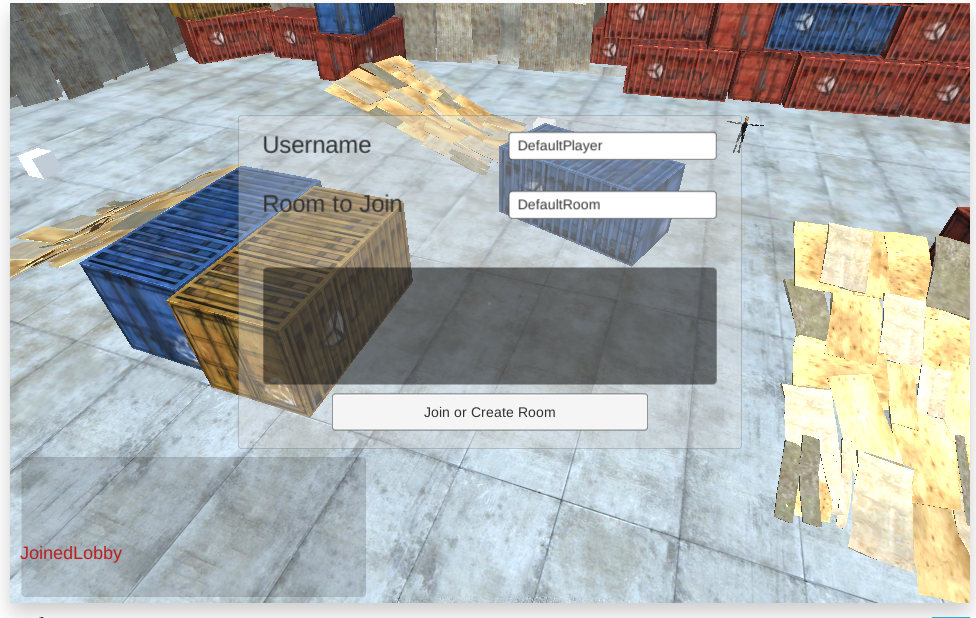 Username
DefaultPlayer
Room to Join
DefaultRoom
Join or Create Room
JoinedLobby